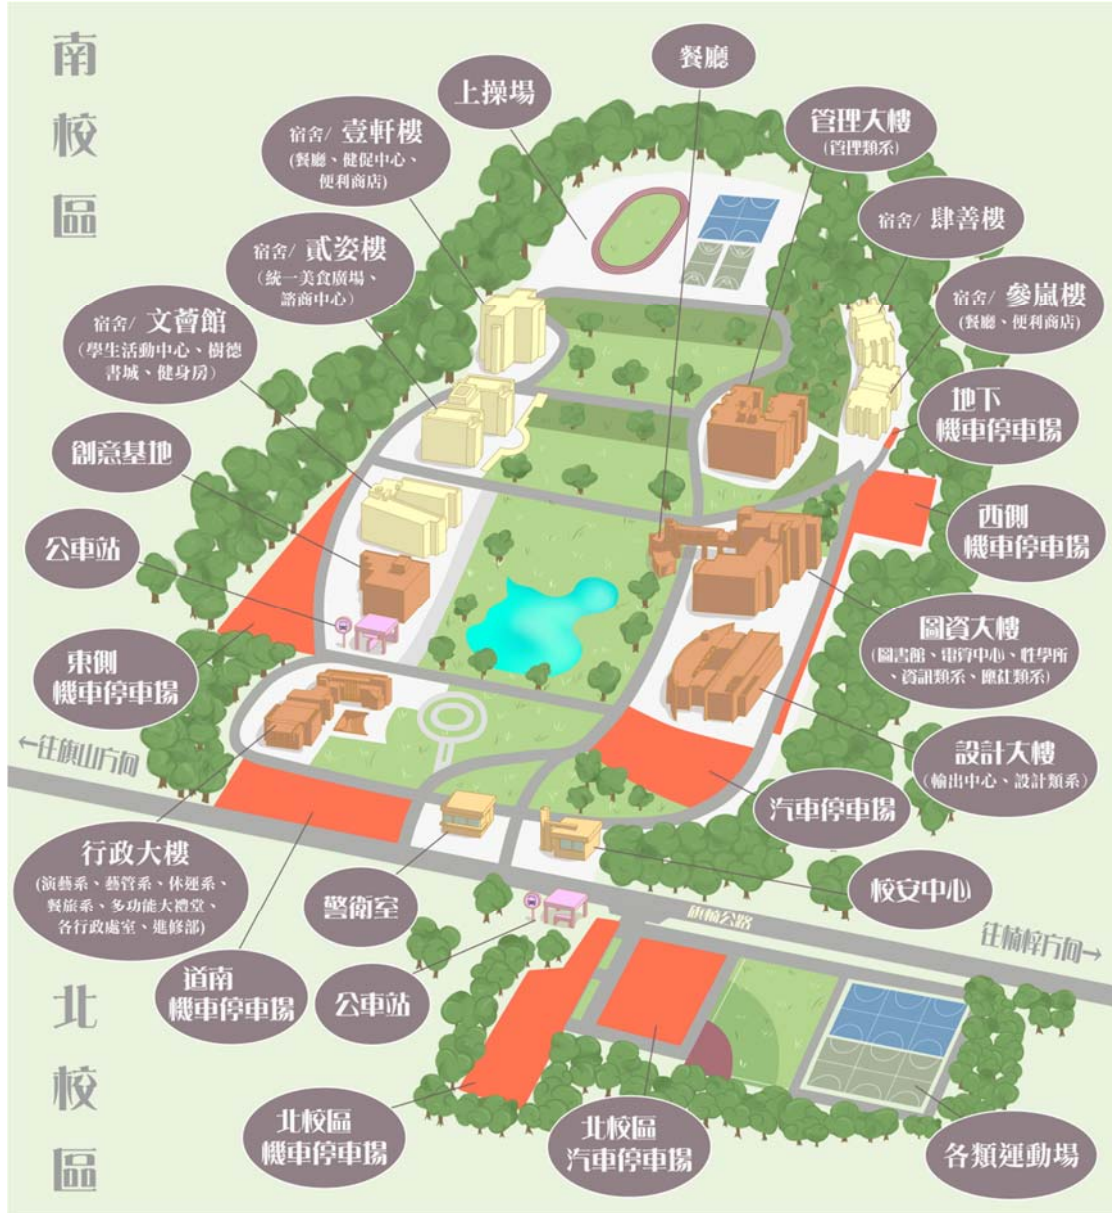 南
校
區
餐廳
上操場
管理大樓
(管理類系)
宿舍/ 壹軒樓
(餐廳、健促中心、
便利商店)
宿舍/ 肆善樓
宿舍/ 貳姿樓
(統一美食廣場、
諮商中心)
宿舍/ 參嵐樓
(餐廳、便利商店)
宿舍/ 文薈館
(學生活動中心、樹德
書城、健身房)
地下
機車停車場
創意基地
西側
機車停車場
公車站
圖資大樓
(圖書館、電算中心、性學所
、資訊類系、應社類系)
東側
機車停車場
設計大樓
(輸出中心、設計類系)
←往旗山方向
汽車停車場
行政大樓
(演藝系、藝管系、休運系、
餐旅系、多功能大禮堂、
各行政處室、進修部)
警衛室
校安中心
旗楠公路
往楠梓方向→
道南
機車停車場
公車站
北
校
區
北校區
機車停車場
北校區
汽車停車場
各類運動場